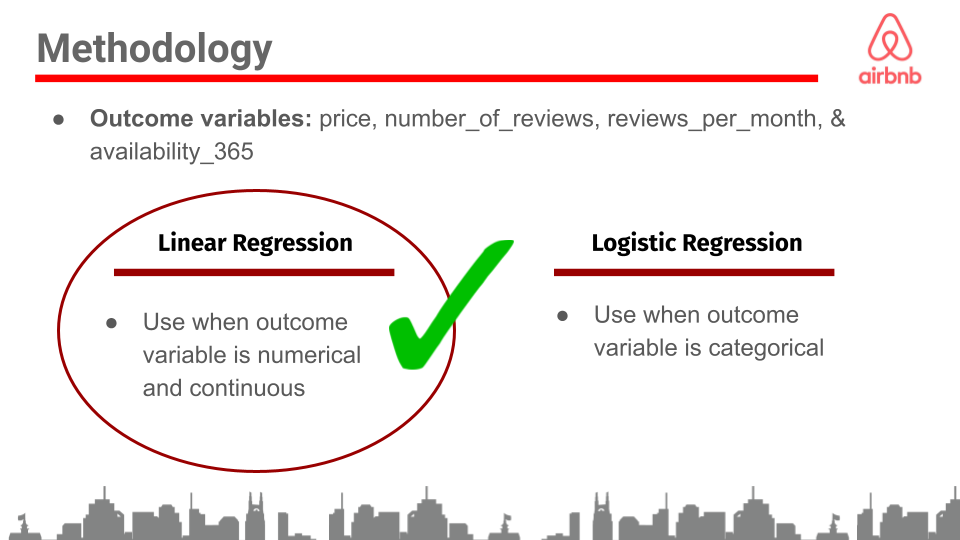 Methodology
airbnb
● Outcome variables: price, number_of_reviews, reviews_per_month, &
availability_365
Linear Regression
● Use when outcome
variable is numerical
and continuous
Logistic Regression
● Use when outcome
variable is categorical